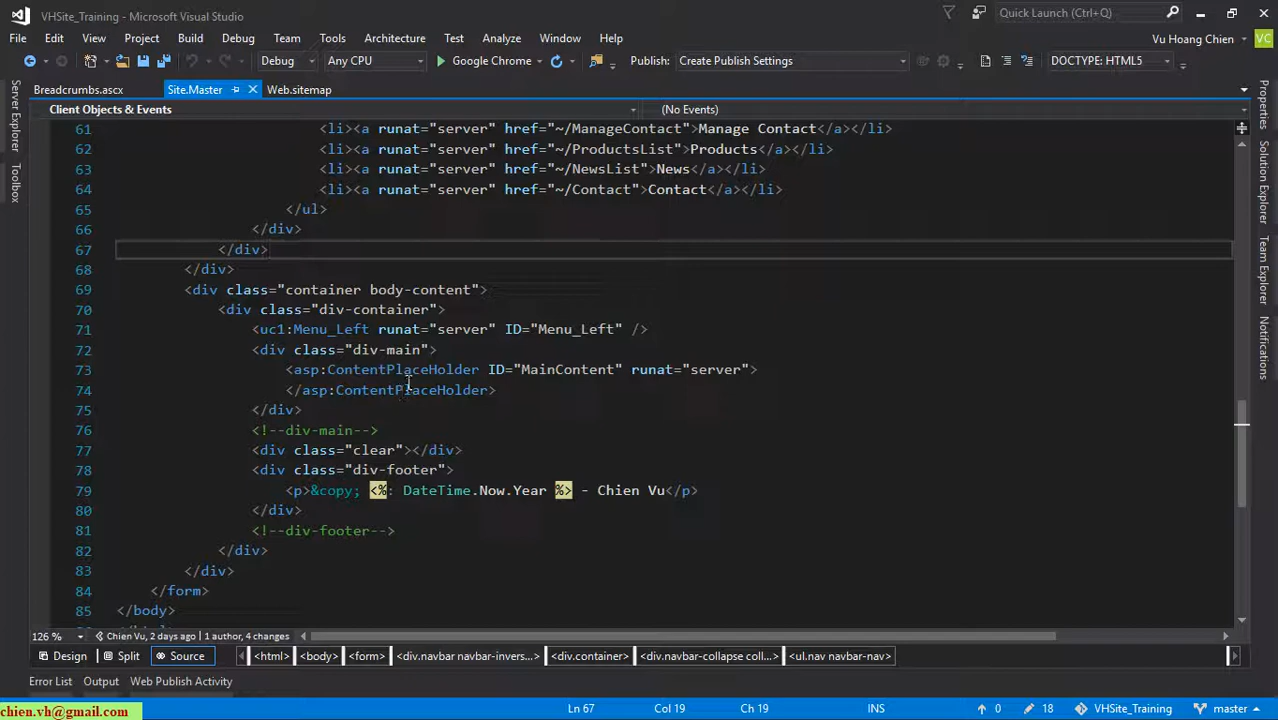 VHSite_Training - Microsoft Visual Studio
Quick Launch (Ctrl+Q)
File Edit View Project Build Debug Team Tools Architecture Test Analyze Window Help
Vu Hoang Chien VC
Debug Any CPU Google Chrome Publish: Create Publish Settings DOCTYPE: HTML5
Server Explorer
Toolbox
Breadcrumbs.ascx Site.Master Web.sitemap
Client Objects & Events (No Events)
61 <li><a runat="server" href="~/ManageContact">Manage Contact</a></li>
62 <li><a runat="server" href="~/ProductsList">Products</a></li>
63 <li><a runat="server" href="~/NewsList">News</a></li>
64 <li><a runat="server" href="~/Contact">Contact</a></li>
65 </ul>
66 </div>
67 </div>
68 </div>
69 <div class="container body-content">
70 <div class="div-container">
71 <uc1:Menu_Left runat="server" ID="Menu_Left" />
72 <div class="div-main">
73 <asp:ContentPlaceHolder ID="MainContent" runat="server">
74 </asp:ContentPlaceHolder>
75 </div>
76 <!--div-main-->
77 <div class="clear"></div>
78 <div class="div-footer">
79 <p>&copy; <%: DateTime.Now.Year %> - Chien Vu</p>
80 </div>
81 <!--div-footer-->
82 </div>
83 </div>
84 </form>
85 </body>
Properties
Solution Explorer
Team Explorer
Notifications
126 % Chien Vu, 2 days ago | 1 author, 4 changes
Design Split Source <html> <body> <form> <div.navbar navbar-invers... <div.container> <div.navbar-collapse coll... <ul.nav navbar-nav>
Error List Output Web Publish Activity
chien.vh@gmail.com Ln 67 Col 19 Ch 19 INS 0 18 VHSite_Training master